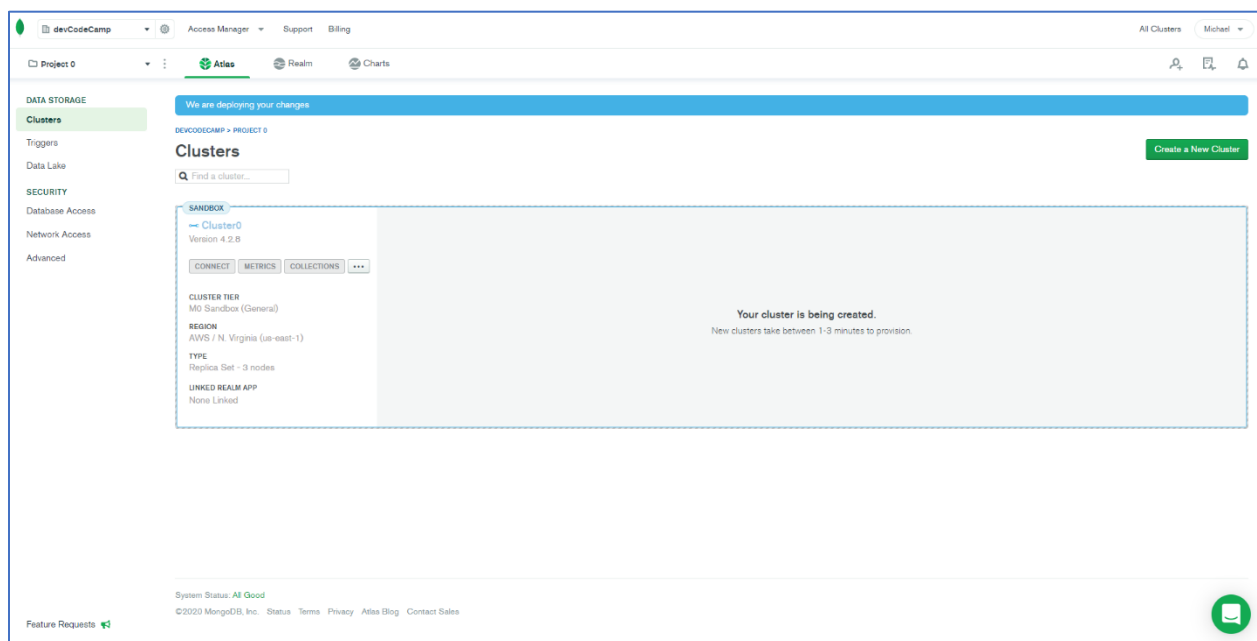 devCodeCamp
Access Manager
Support
Billing
All Clusters
Michael
Project 0
Atlas
Realm
Charts
DATA STORAGE
Clusters
Triggers
Data Lake
SECURITY
Database Access
Network Access
Advanced
We are deploying your changes
DEVCODECAMP > PROJECT 0
Clusters
Create a New Cluster
Find a cluster...
SANDBOX
Cluster0
Version 4.2.8
CONNECT
METRICS
COLLECTIONS
CLUSTER TIER
M0 Sandbox (General)
REGION
AWS / N. Virginia (us-east-1)
TYPE
Replica Set - 3 nodes
LINKED REALM APP
None Linked
Your cluster is being created.
New clusters take between 1-3 minutes to provision.
System Status: All Good
©2020 MongoDB, Inc. Status Terms Privacy Atlas Blog Contact Sales
Feature Requests